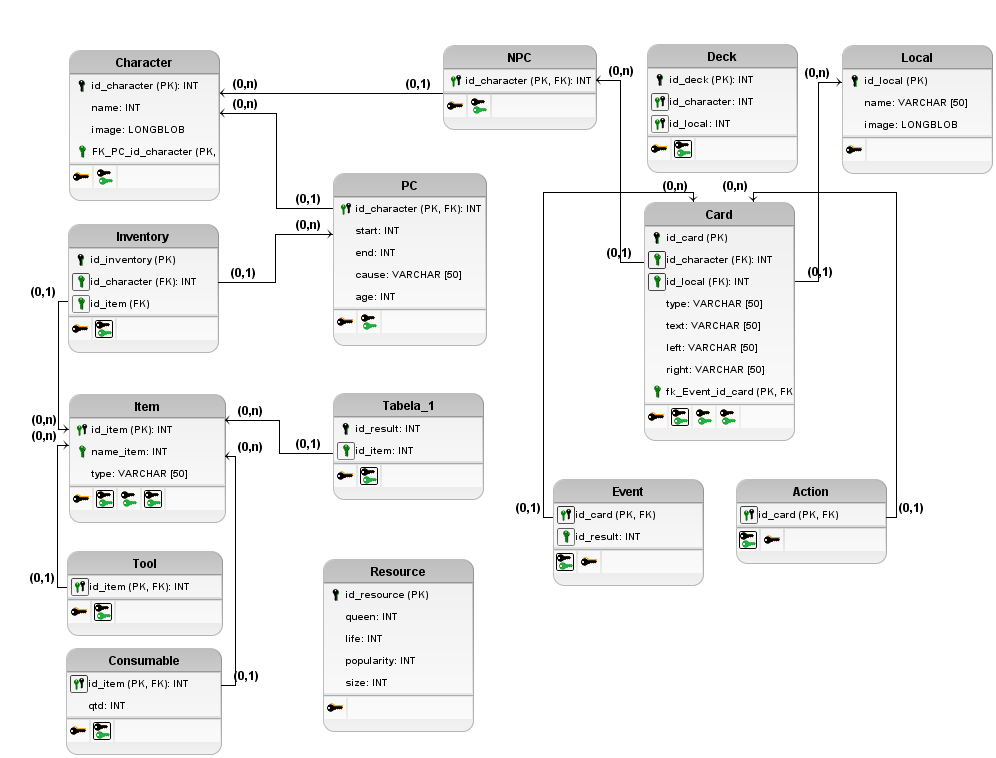 Character
id_character (PK): INT
name: INT
image: LONGBLOB
FK_PC_id_character (PK,
(0,n)
(0,n)
(0,1)
NPC
id_character (PK, FK): INT
(0,n)
Deck
id_deck (PK): INT
id_character: INT
id_local: INT
(0,n)
Local
id_local (PK)
name: VARCHAR [50]
image: LONGBLOB
PC
id_character (PK, FK): INT
start: INT
end: INT
cause: VARCHAR [50]
age: INT
(0,1)
(0,n)
Inventory
id_inventory (PK)
id_character (FK): INT
id_item (FK)
(0,1)
(0,1)
(0,n)
(0,n)
Card
id_card (PK)
id_character (FK): INT
id_local (FK): INT
type: VARCHAR [50]
text: VARCHAR [50]
left: VARCHAR [50]
right: VARCHAR [50]
fk_Event_id_card (PK, FK
(0,1)
(0,1)
Item
id_item (PK): INT
name_item: INT
type: VARCHAR [50]
(0,n)
(0,n)
(0,n)
(0,n)
Tabela_1
id_result: INT
id_item: INT
(0,1)
Event
id_card (PK, FK)
id_result: INT
(0,1)
Action
id_card (PK, FK)
(0,1)
Tool
id_item (PK, FK): INT
(0,1)
Resource
id_resource (PK)
queen: INT
life: INT
popularity: INT
size: INT
Consumable
id_item (PK, FK): INT
qtd: INT
(0,1)